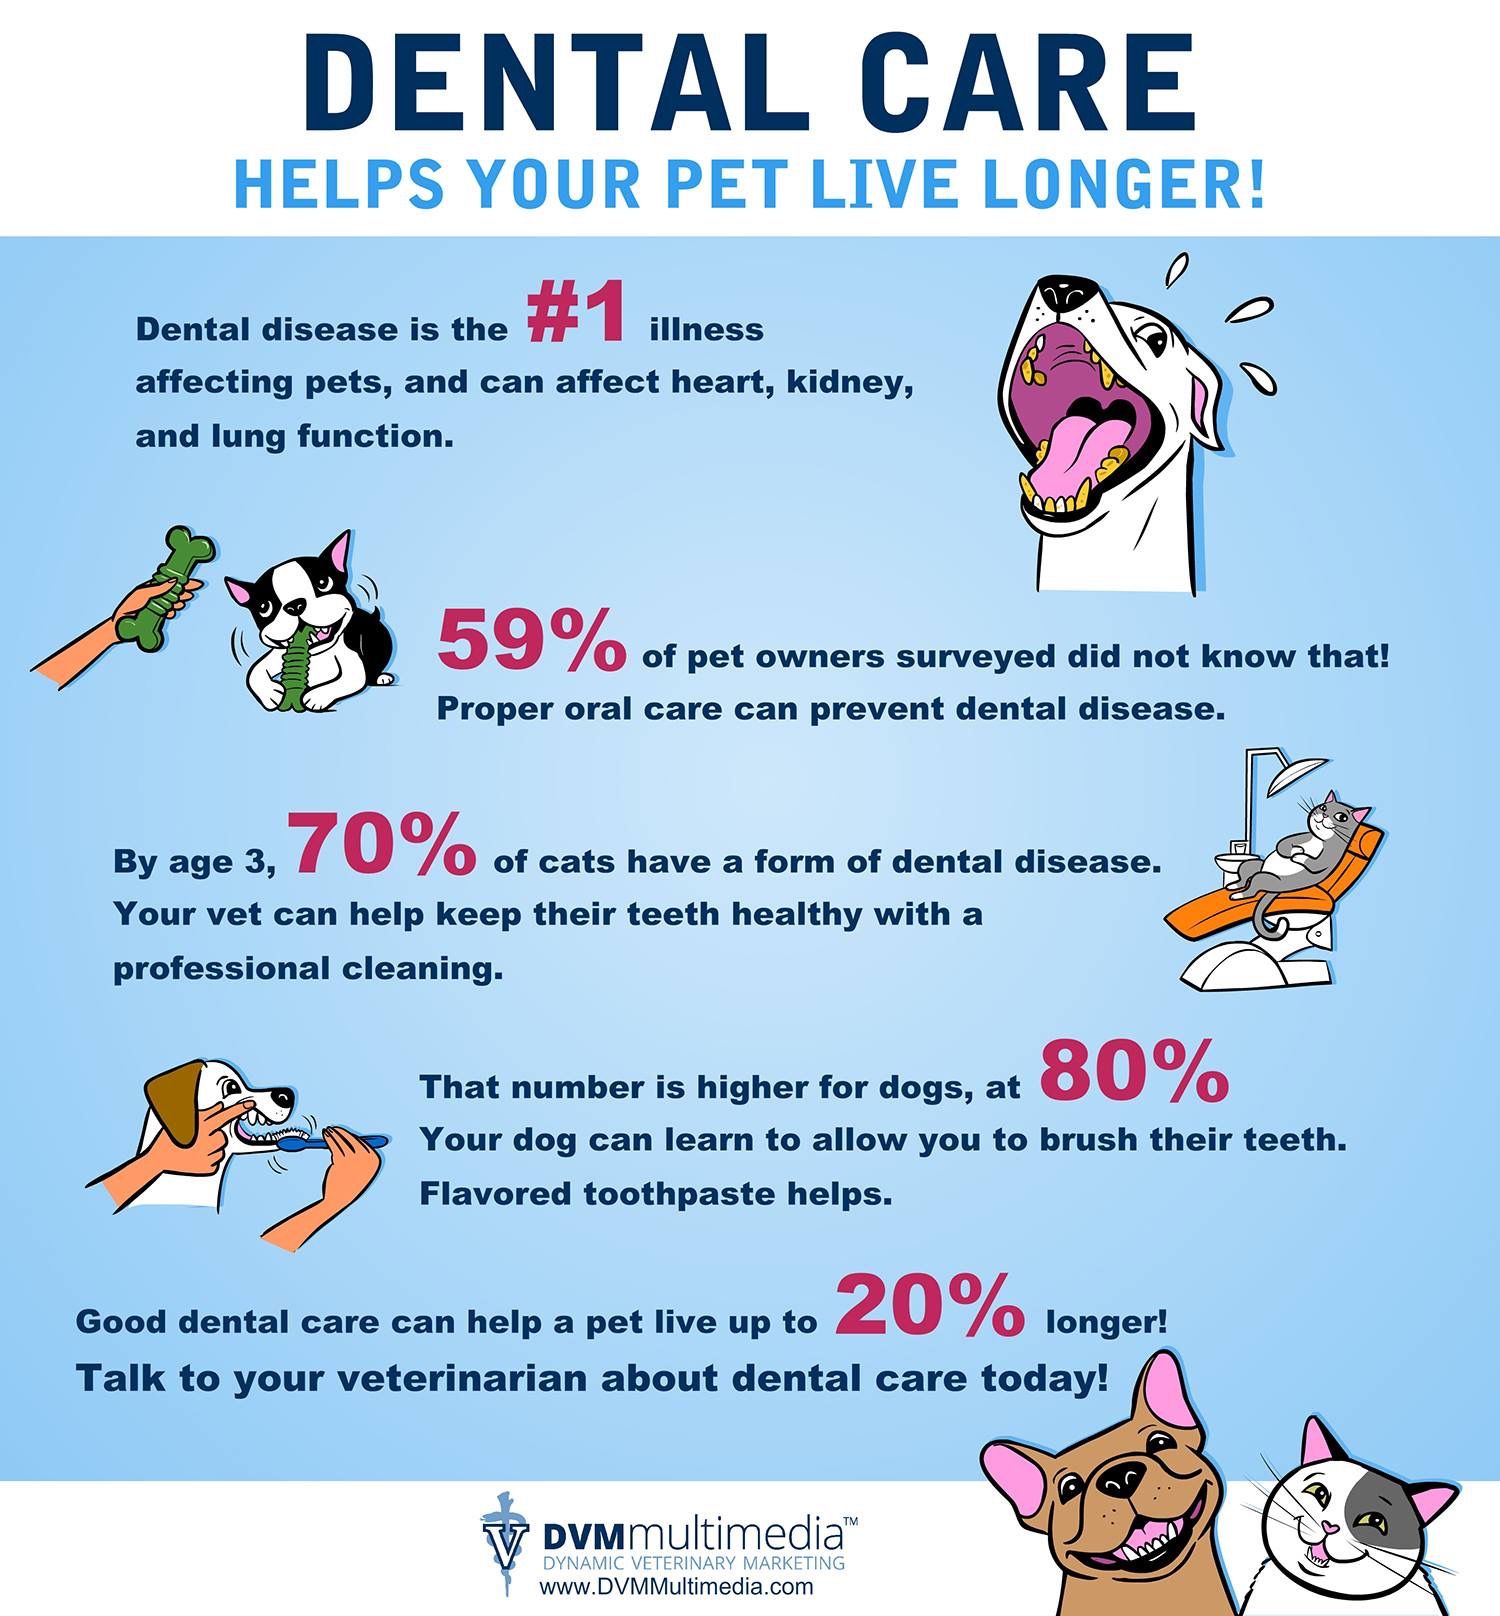 DENTAL CARE
HELPS YOUR PET LIVE LONGER!
Dental disease is the #1 illness
affecting pets, and can affect heart, kidney,
and lung function.
59% of pet owners surveyed did not know that!
Proper oral care can prevent dental disease.
By age 3, 70% of cats have a form of dental disease.
Your vet can help keep their teeth healthy with a
professional cleaning.
That number is higher for dogs, at 80%
Your dog can learn to allow you to brush their teeth.
Flavored toothpaste helps.
Good dental care can help a pet live up to 20% longer!
Talk to your veterinarian about dental care today!
V DVMmultimedia™
DYNAMIC VETERINARY MARKETING
www.DVMMultimedia.com